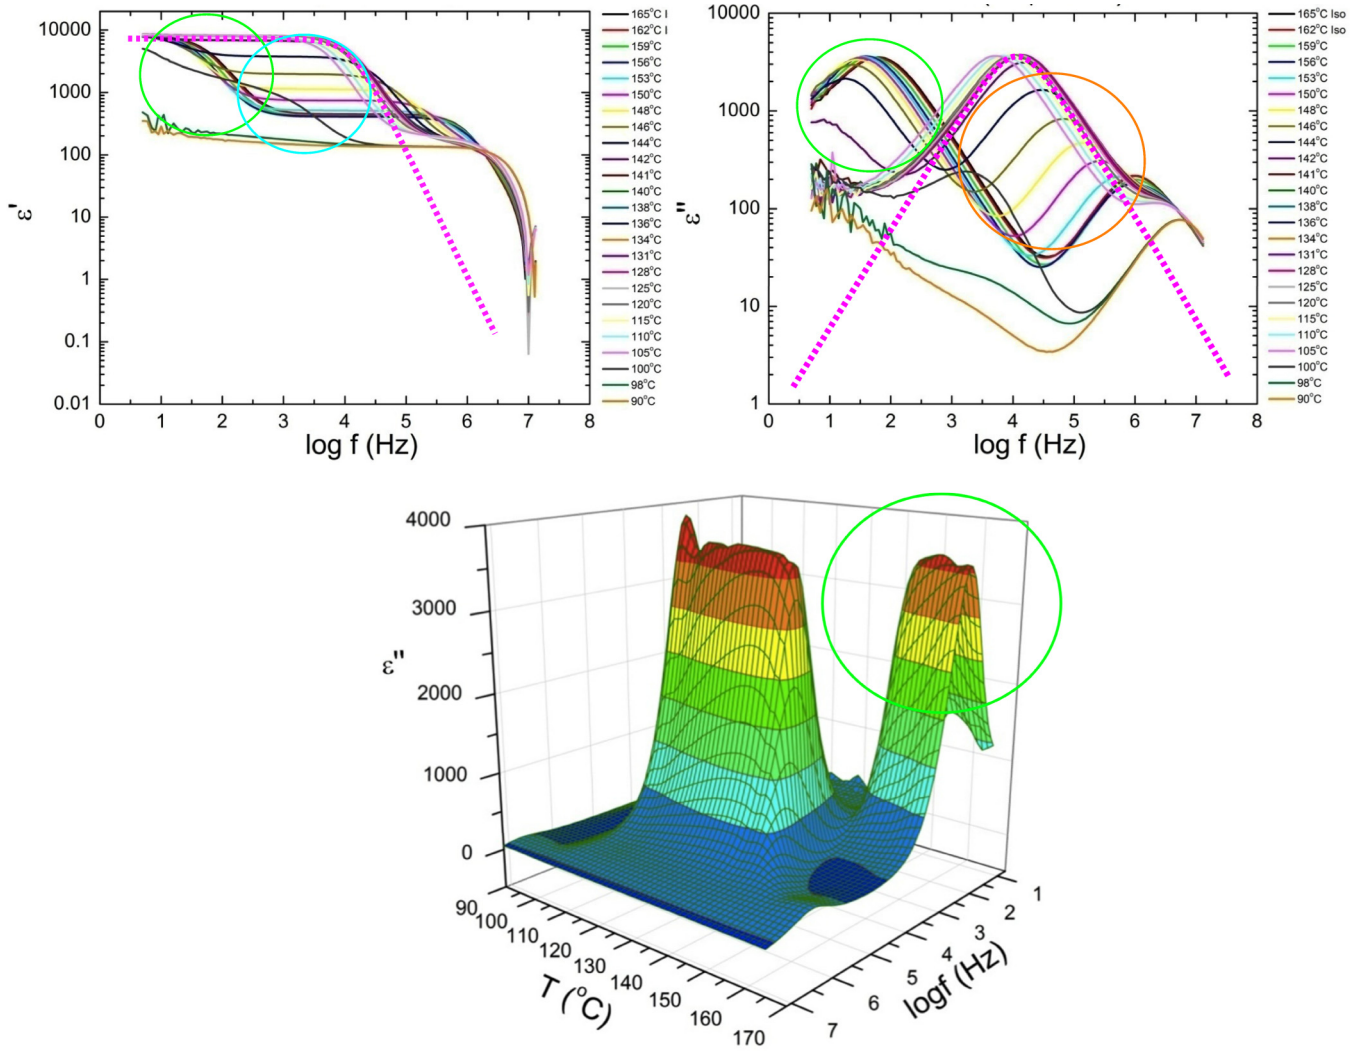 10000
1000
100
10
1
0.1
0.01
ε'
0 1 2 3 4 5 6 7 8
log f (Hz)
165°C I
162°C I
159°C
156°C
153°C
150°C
148°C
146°C
144°C
142°C
141°C
140°C
138°C
136°C
134°C
131°C
128°C
125°C
120°C
115°C
110°C
105°C
100°C
98°C
90°C
10000
1000
100
10
1
ε"
0 1 2 3 4 5 6 7 8
log f (Hz)
165°C Iso
162°C Iso
159°C
156°C
153°C
150°C
148°C
146°C
144°C
142°C
141°C
140°C
138°C
136°C
134°C
131°C
128°C
125°C
120°C
115°C
110°C
105°C
100°C
98°C
90°C
4000
3000
2000
1000
0
ε"
90 100 110 120 130 140 150 160 170
T (°C)
1 2 3 4 5 6 7
logf (Hz)